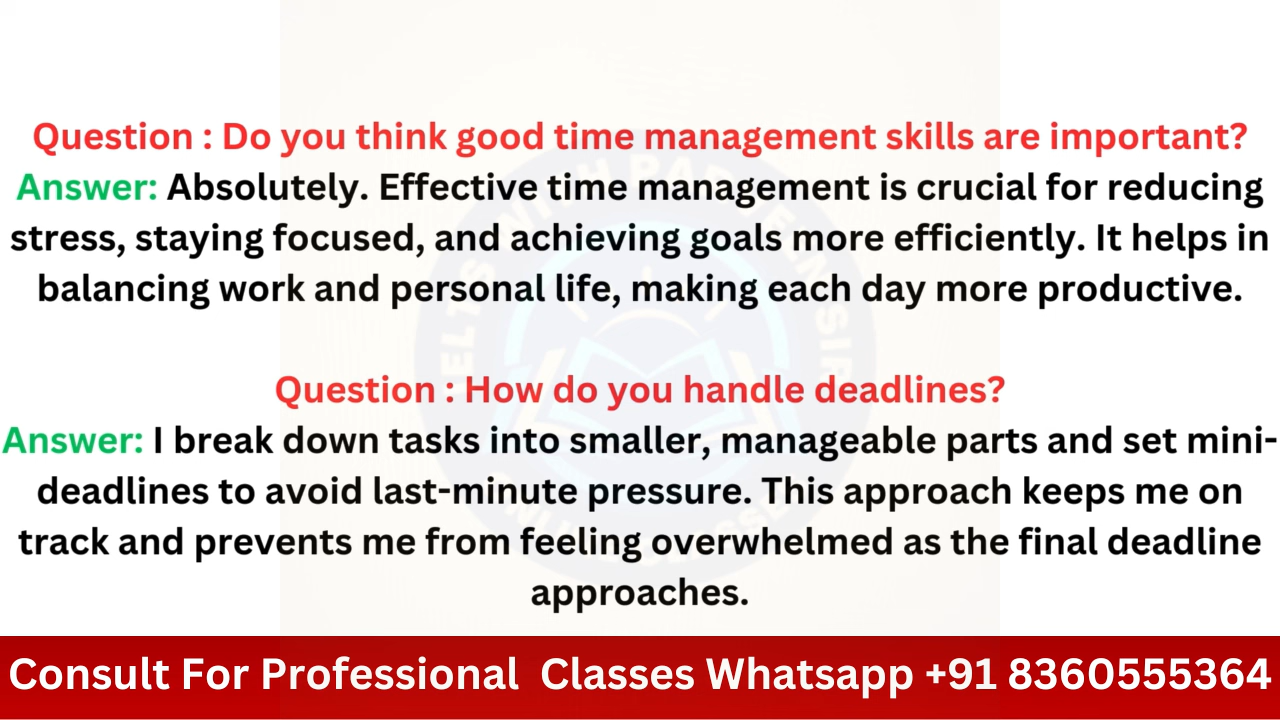 Question : Do you think good time management skills are important?
Answer: Absolutely. Effective time management is crucial for reducing
stress, staying focused, and achieving goals more efficiently. It helps in
balancing work and personal life, making each day more productive.
Question : How do you handle deadlines?
Answer: I break down tasks into smaller, manageable parts and set mini-
deadlines to avoid last-minute pressure. This approach keeps me on
track and prevents me from feeling overwhelmed as the final deadline
approaches.
Consult For Professional Classes Whatsapp +91 8360555364